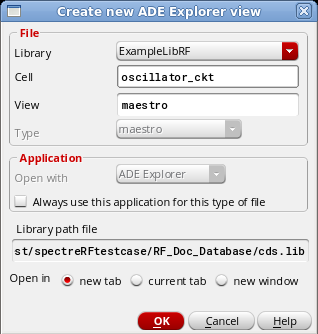 Create new ADE Explorer view
File
Library ExampleLibRF
Cell oscillator_ckt
View maestro
Type maestro
Application
Open with ADE Explorer
Always use this application for this type of file
Library path file
st/spectreRFtestcase/RF_Doc_Database/cds.lib
Open in new tab current tab new window
OK Cancel Help